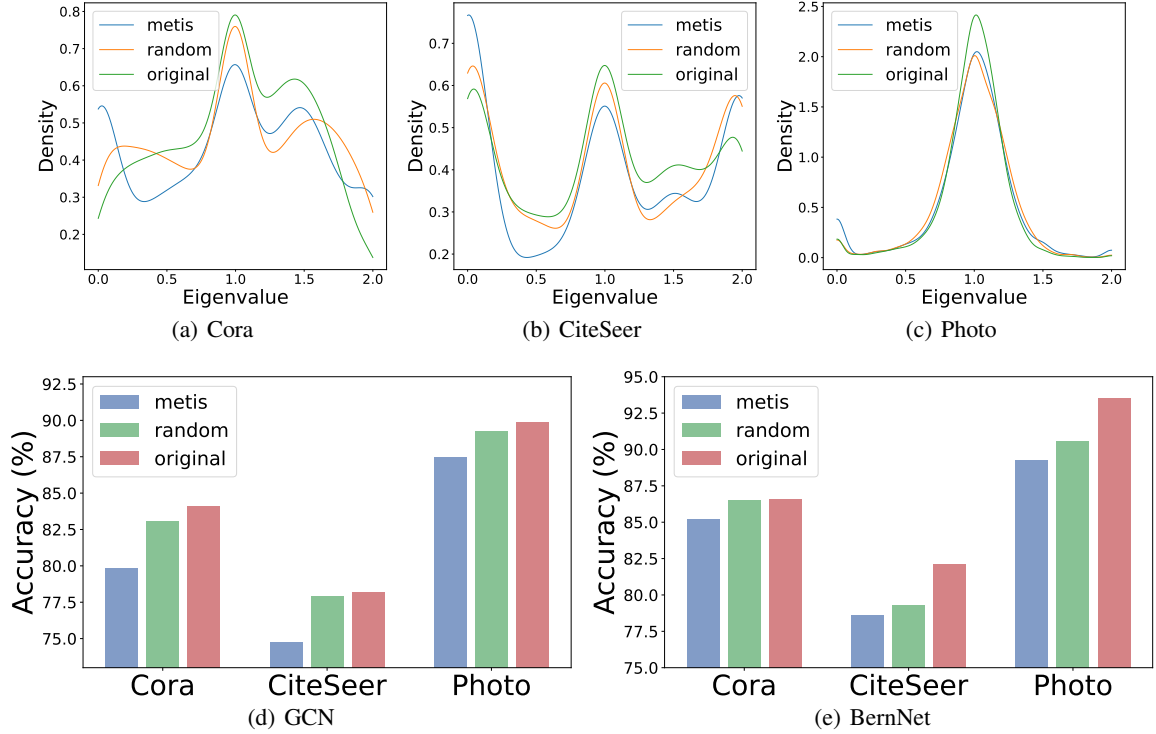 metis
random
original
0.8
0.7
0.6
0.5
0.4
0.3
0.2
Density
0.0 0.5 1.0 1.5 2.0
Eigenvalue
(a) Cora
metis
random
original
0.7
0.6
0.5
0.4
0.3
0.2
Density
0.0 0.5 1.0 1.5 2.0
Eigenvalue
(b) CiteSeer
metis
random
original
2.5
2.0
1.5
1.0
0.5
0.0
Density
0.0 0.5 1.0 1.5 2.0
Eigenvalue
(c) Photo
metis
random
original
92.5
90.0
87.5
85.0
82.5
80.0
77.5
75.0
Accuracy (%)
Cora CiteSeer Photo
(d) GCN
metis
random
original
95.0
92.5
90.0
87.5
85.0
82.5
80.0
77.5
75.0
Accuracy (%)
Cora CiteSeer Photo
(e) BernNet